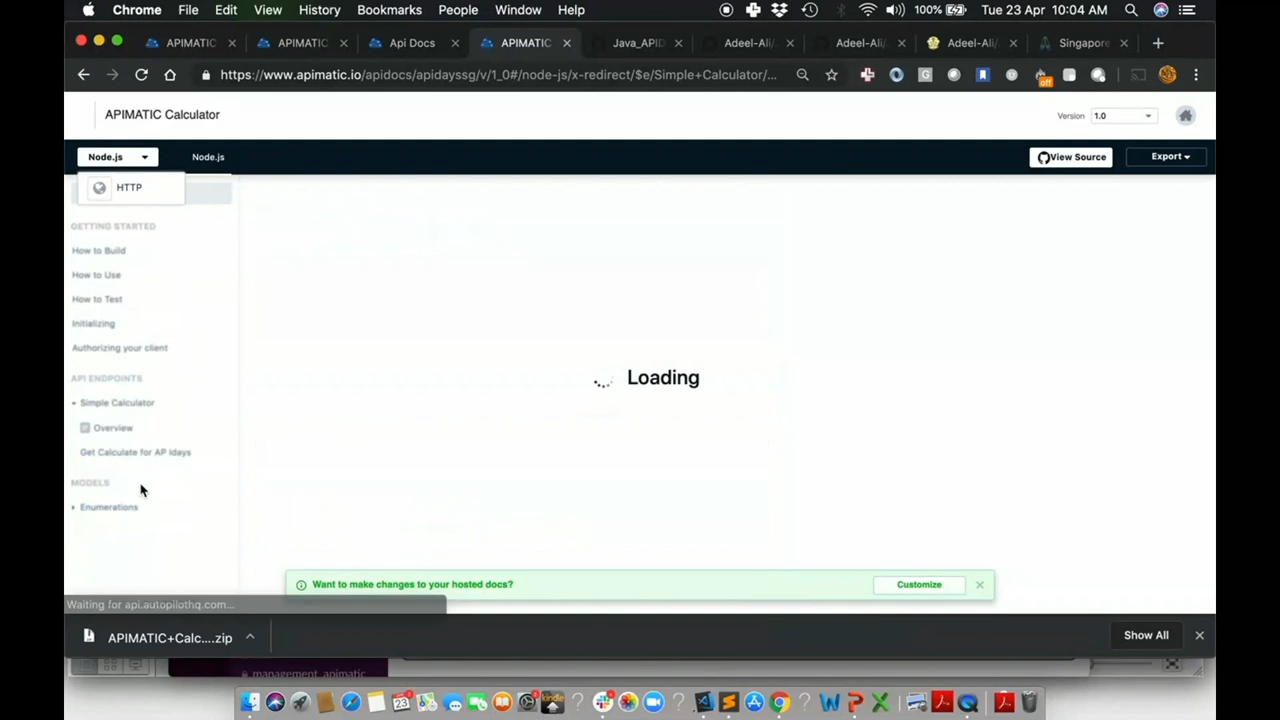 Chrome File Edit View History Bookmarks People Window Help 100% Tue 23 Apr 10:04 AM
APIMATIC Apimatic Api Docs APIMATIC Java_APID Adeel-Ali/ Adeel-Ali/ Adeel-Ali/ Singapore
https://www.apimatic.io/apidocs/apidayssg/v/1_0#/node-js/x-redirect/$e/Simple+Calculator/...
off
APIMATIC Calculator
Version 1.0
Node.js Node.js View Source Export
HTTP
GETTING STARTED
How to Build
How to Use
How to Test
Initializing
Loading
Authorizing your client
API ENDPOINTS
Simple Calculator
Overview
Get Calculate for AP Idays
MODELS
Enumerations
Want to make changes to your hosted docs? Customize
Waiting for api.autopilothq.com...
APIMATIC+Calc....zip Show All
management apimatic
23
kindle